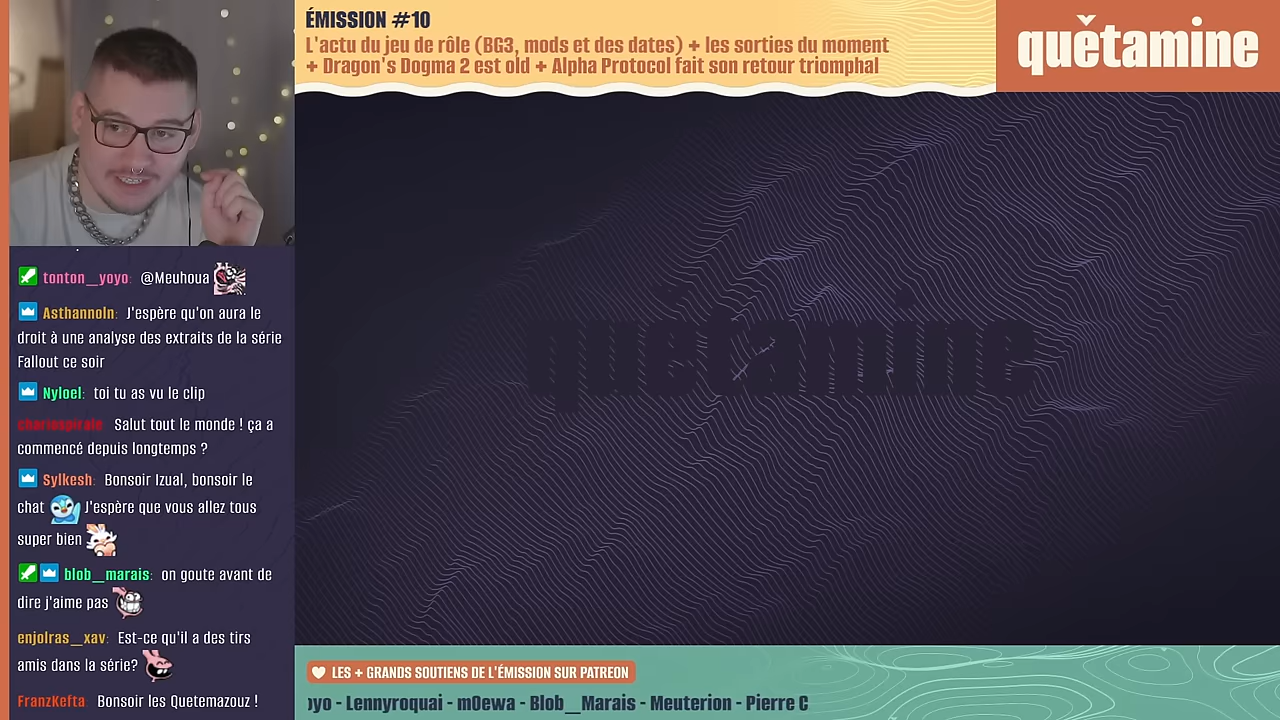 ÉMISSION #10
L'actu du jeu de rôle (BG3, mods et des dates) + les sorties du moment
+ Dragon's Dogma 2 est old + Alpha Protocol fait son retour triomphal
quětamine
quětamine
tonton__yoyo: @Meuhoua
Asthannoln: J'espère qu'on aura le
droit à une analyse des extraits de la série
Fallout ce soir
Nyloel: toi tu as vu le clip
Salut tout le monde ! ça a
commencé depuis longtemps ?
Sylkesh: Bonsoir Izual, bonsoir le
chat J'espère que vous allez tous
super bien
blob__marais: on goute avant de
dire j'aime pas
enjolras__xav: Est-ce qu'il a des tirs
amis dans la série?
FranzKefta: Bonsoir les Quetemazouz !
LES + GRANDS SOUTIENS DE L'ÉMISSION SUR PATREON
yo - Lennyroquai - m0ewa - Blob__Marais - Meuterion - Pierre C